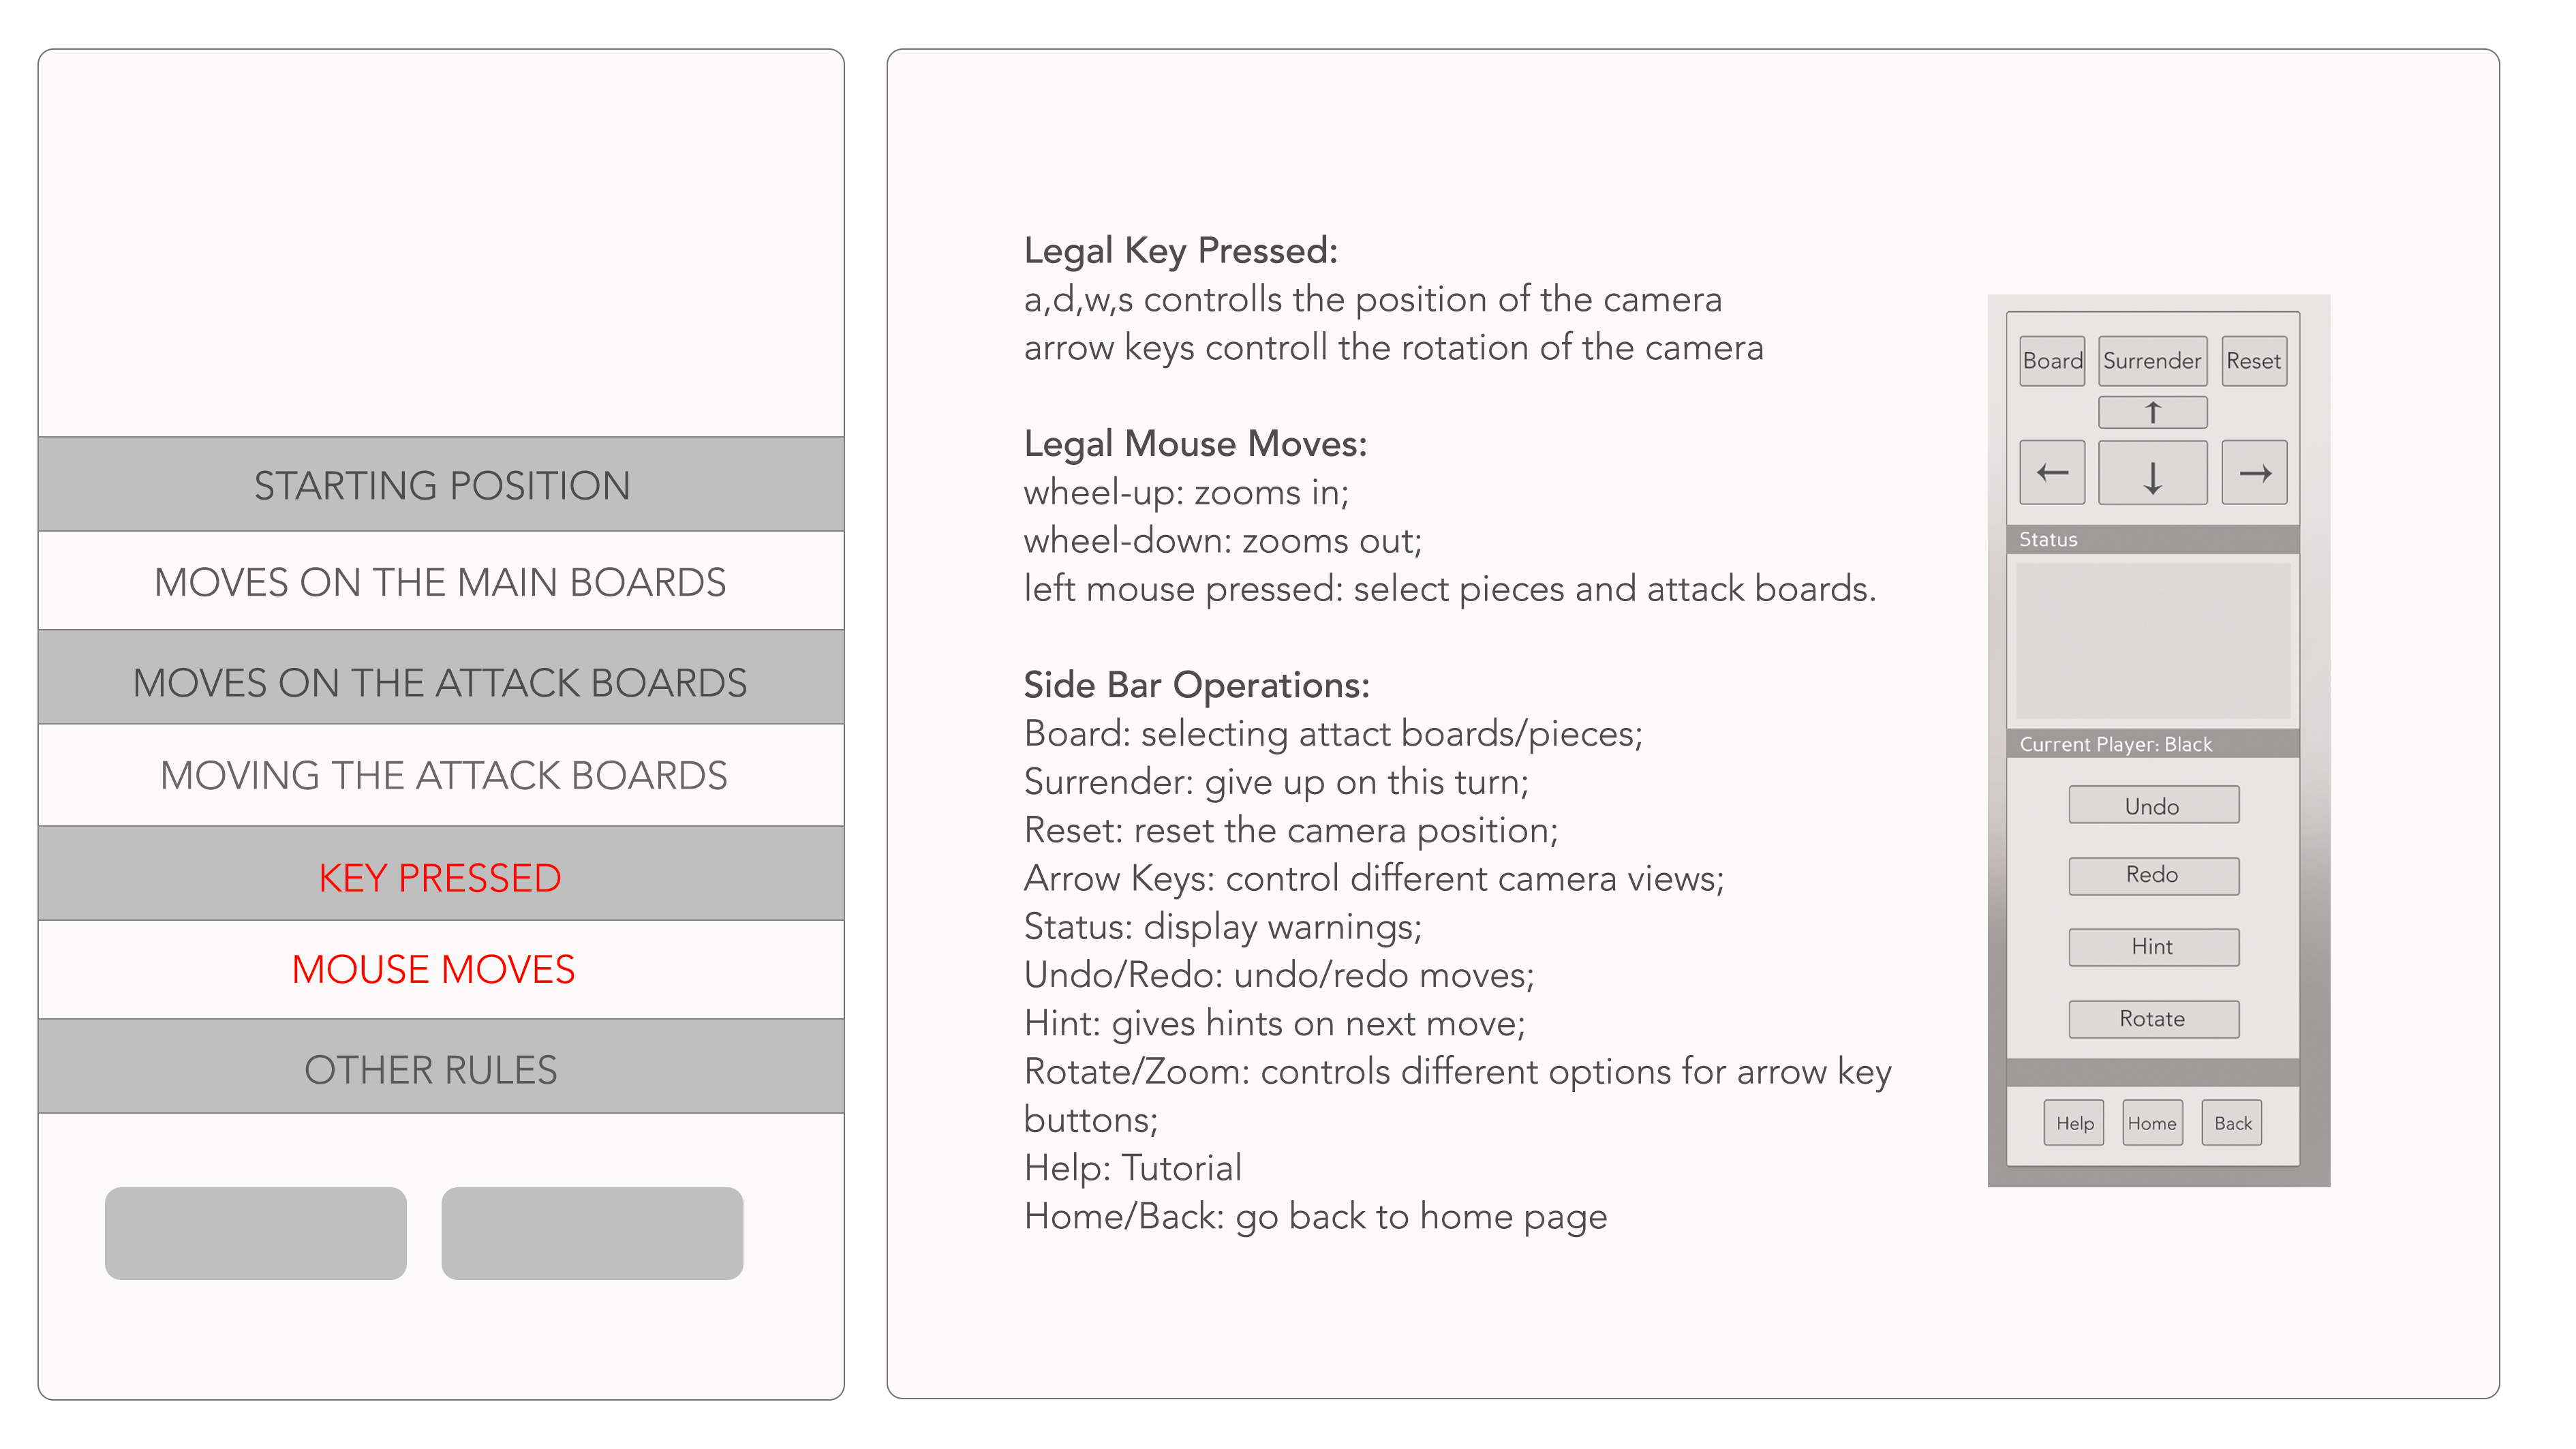 STARTING POSITION
MOVES ON THE MAIN BOARDS
MOVES ON THE ATTACK BOARDS
MOVING THE ATTACK BOARDS
KEY PRESSED
MOUSE MOVES
OTHER RULES
Legal Key Pressed:
a,d,w,s controlls the position of the camera
arrow keys controll the rotation of the camera
Legal Mouse Moves:
wheel-up: zooms in;
wheel-down: zooms out;
left mouse pressed: select pieces and attack boards.
Side Bar Operations:
Board: selecting attact boards/pieces;
Surrender: give up on this turn;
Reset: reset the camera position;
Arrow Keys: control different camera views;
Status: display warnings;
Undo/Redo: undo/redo moves;
Hint: gives hints on next move;
Rotate/Zoom: controls different options for arrow key
buttons;
Help: Tutorial
Home/Back: go back to home page
Board Surrender Reset
↑
← ↓ →
Status
Current Player: Black
Undo
Redo
Hint
Rotate
Help Home Back